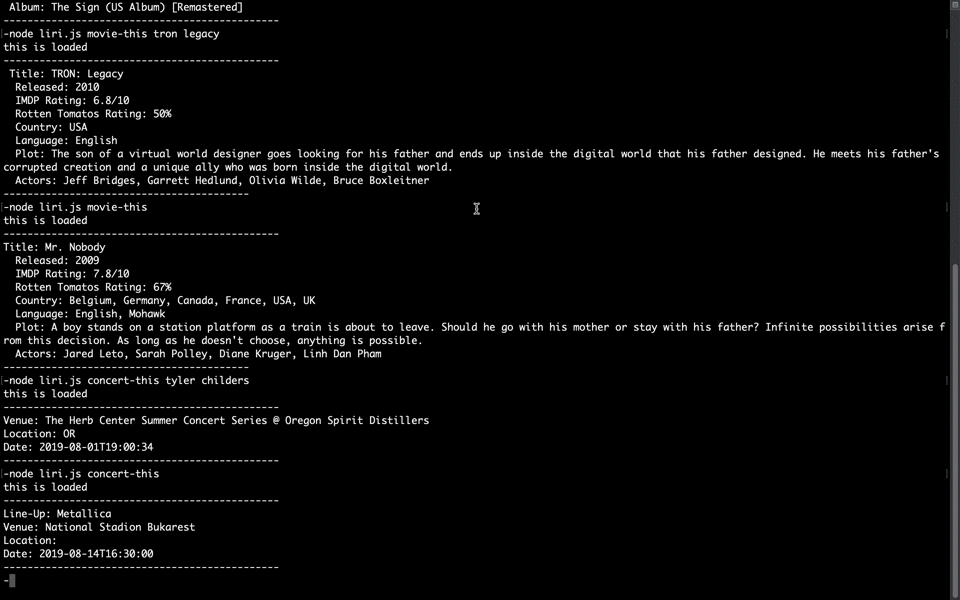 Album: The Sign (US Album) [Remastered]
----------------------------------------------
-node liri.js movie-this tron legacy
this is loaded
----------------------------------------------
Title: TRON: Legacy
Released: 2010
IMDP Rating: 6.8/10
Rotten Tomatos Rating: 50%
Country: USA
Language: English
Plot: The son of a virtual world designer goes looking for his father and ends up inside the digital world that his father designed. He meets his father's
corrupted creation and a unique ally who was born inside the digital world.
Actors: Jeff Bridges, Garrett Hedlund, Olivia Wilde, Bruce Boxleitner
-----------------------------------------
-node liri.js movie-this
this is loaded
----------------------------------------------
Title: Mr. Nobody
Released: 2009
IMDP Rating: 7.8/10
Rotten Tomatos Rating: 67%
Country: Belgium, Germany, Canada, France, USA, UK
Language: English, Mohawk
Plot: A boy stands on a station platform as a train is about to leave. Should he go with his mother or stay with his father? Infinite possibilities arise f
rom this decision. As long as he doesn't choose, anything is possible.
Actors: Jared Leto, Sarah Polley, Diane Kruger, Linh Dan Pham
-----------------------------------------
-node liri.js concert-this tyler childers
this is loaded
----------------------------------------------
Venue: The Herb Center Summer Concert Series @ Oregon Spirit Distillers
Location: OR
Date: 2019-08-01T19:00:34
----------------------------------------------
-node liri.js concert-this
this is loaded
----------------------------------------------
Line-Up: Metallica
Venue: National Stadion Bukarest
Location:
Date: 2019-08-14T16:30:00
----------------------------------------------
-